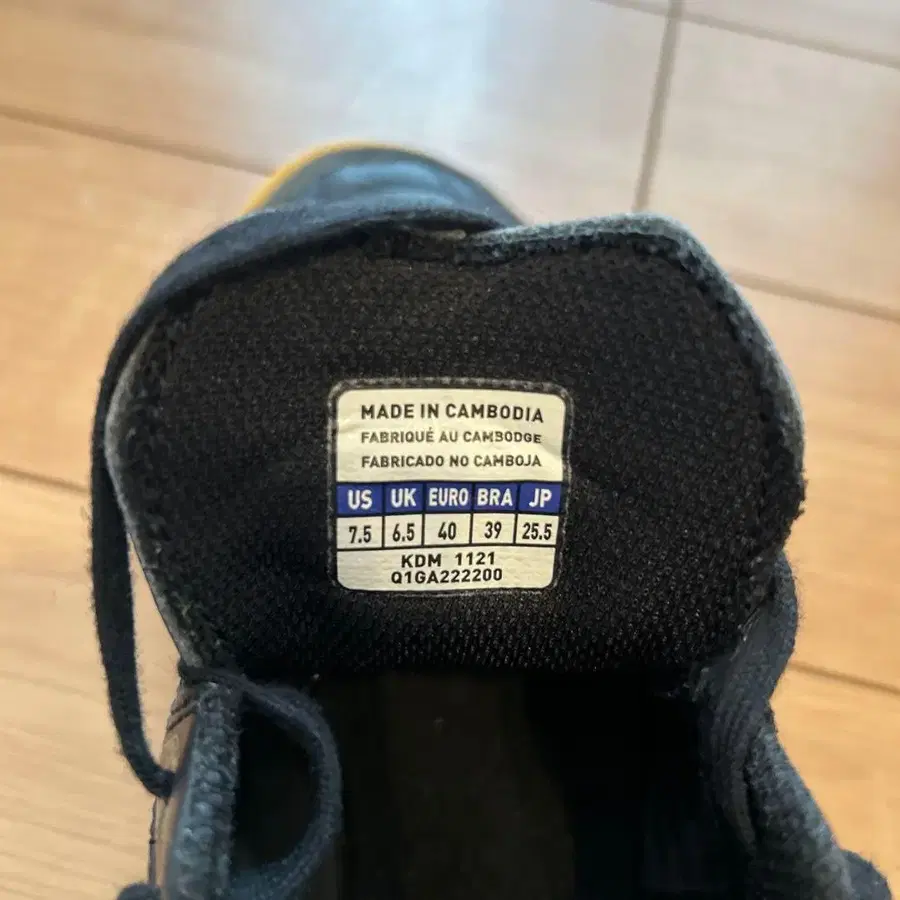 MADE IN CAMBODIA
FABRIQUÉ AU CAMBODGE
FABRICADO NO CAMBOJA
US UK EURO BRA JP
7.5 6.5 40 39 25.5
KDM 1121
Q1GA222200